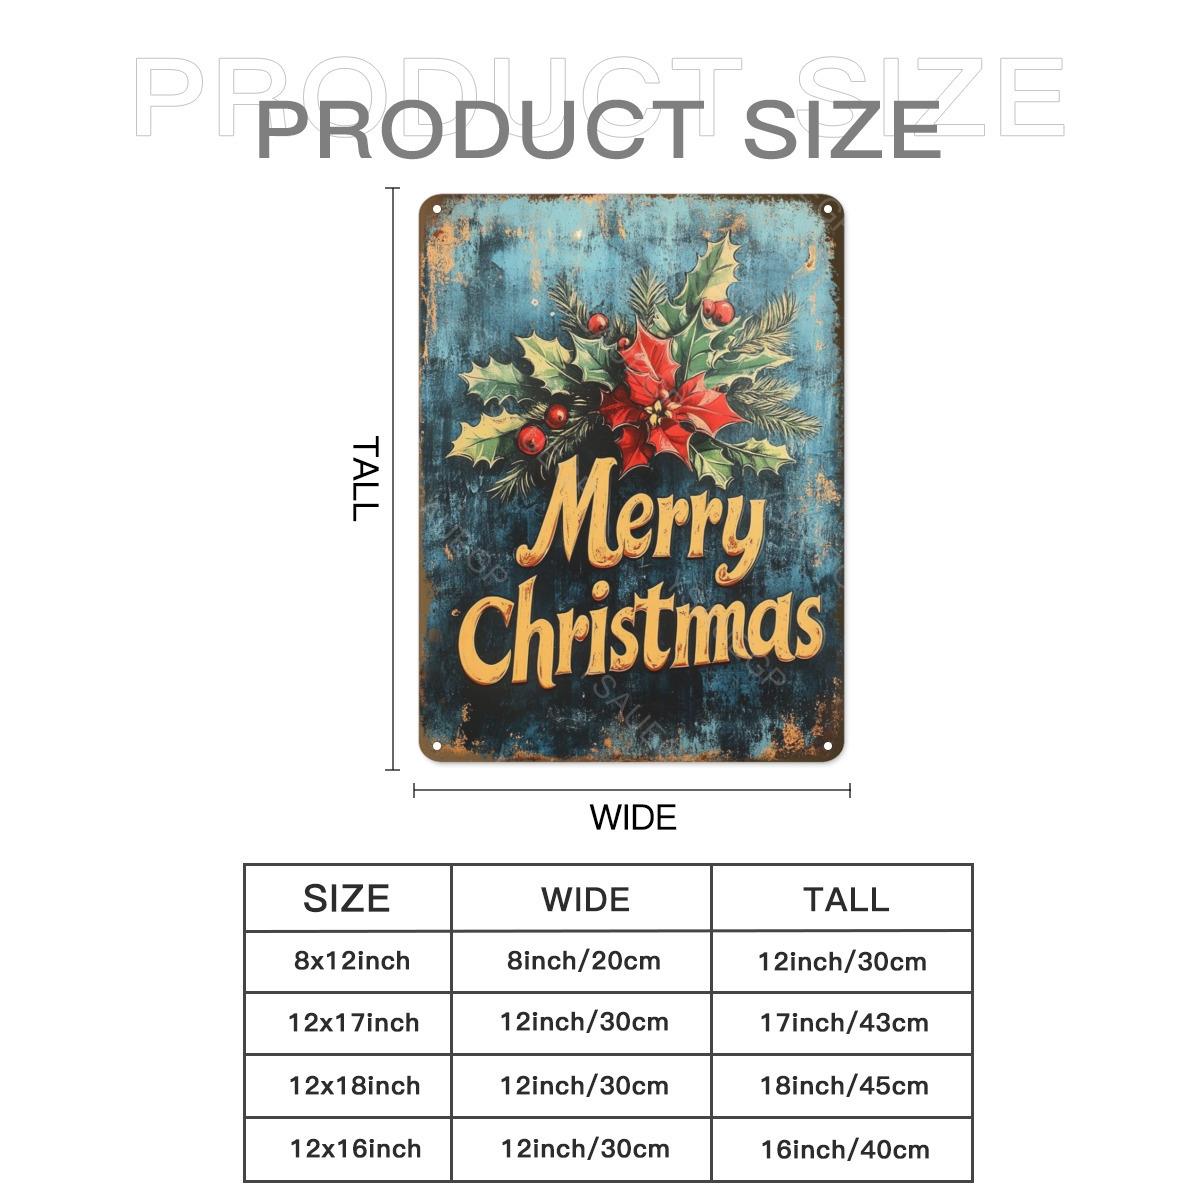 PRODUCT SIZE
PRODUCT SIZE
TALL
Merry
Christmas
WIDE
SIZE WIDE TALL
8x12inch 8inch/20cm 12inch/30cm
12x17inch 12inch/30cm 17inch/43cm
12x18inch 12inch/30cm 18inch/45cm
12x16inch 12inch/30cm 16inch/40cm